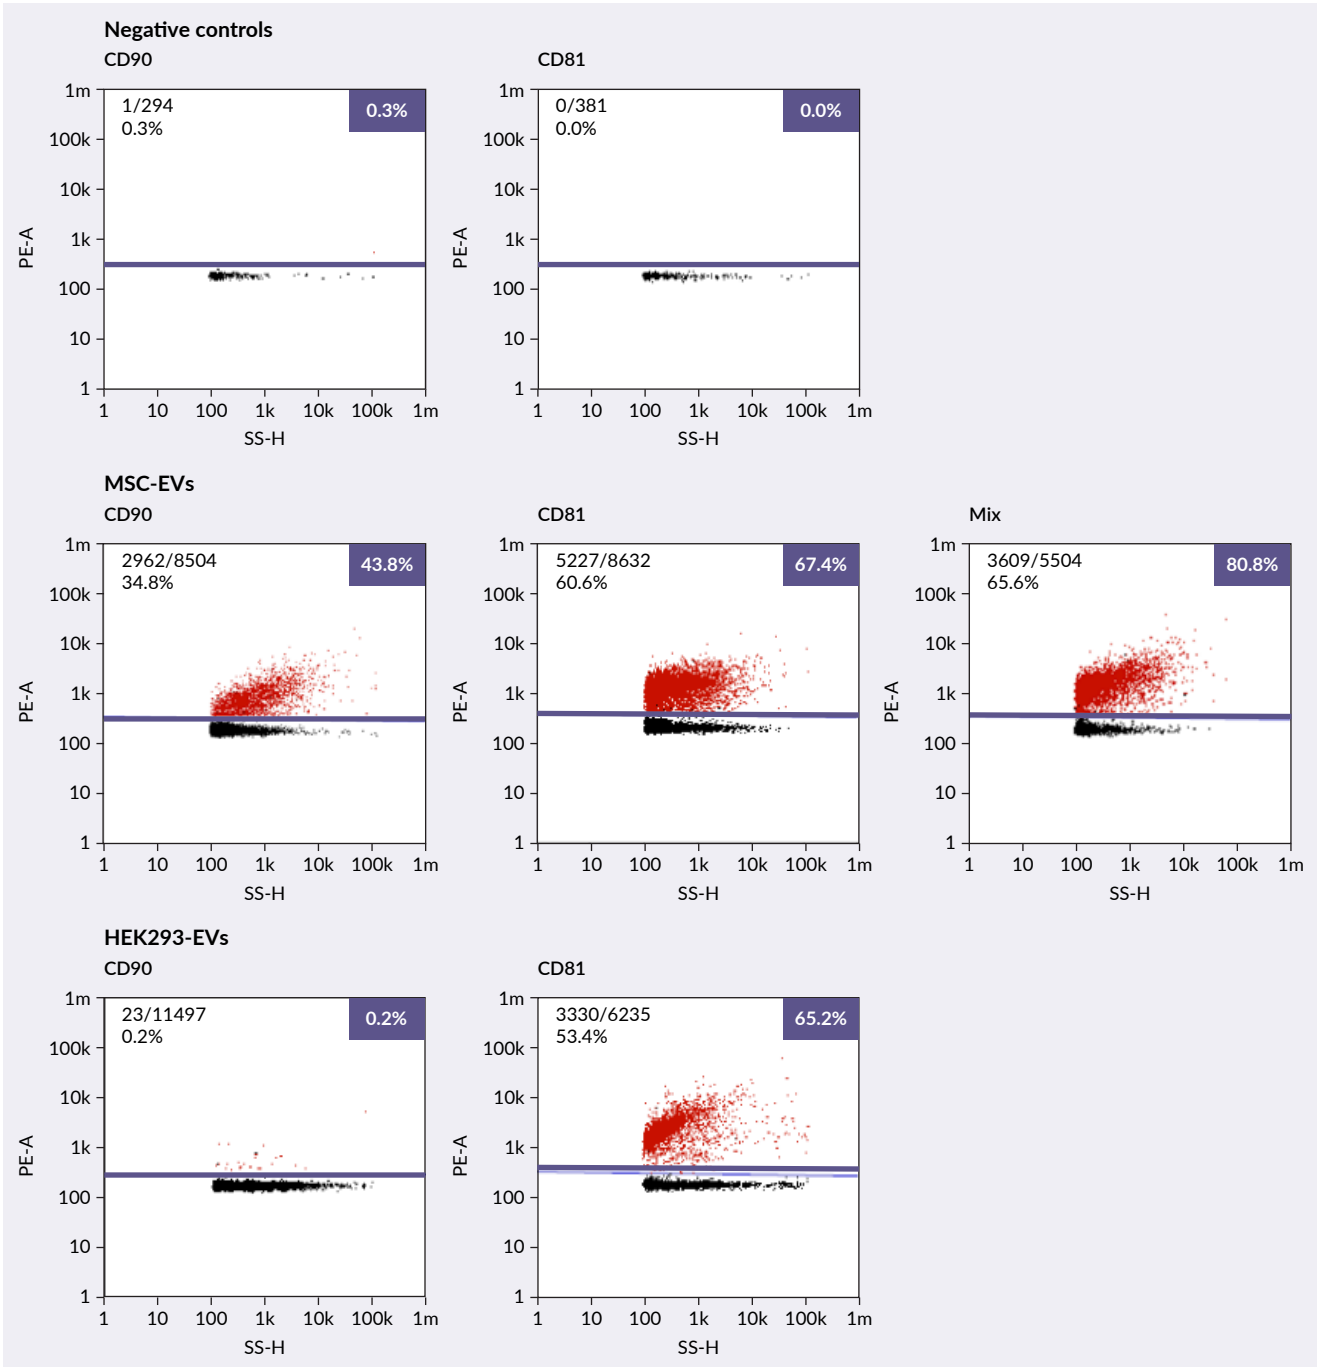 Negative controls
CD90
CD81
1/294
0.3%
0.3%
0/381
0.0%
0.0%
1m
100k
10k
1k
100
10
1
PE-A
1 10 100 1k 10k 100k 1m
SS-H
PE-A
1m
100k
10k
1k
100
10
1
1 10 100 1k 10k 100k 1m
SS-H
MSC-EVs
CD90
CD81
Mix
2962/8504
34.8%
43.8%
5227/8632
60.6%
67.4%
3609/5504
65.6%
80.8%
1m
100k
10k
1k
100
10
1
PE-A
1 10 100 1k 10k 100k 1m
SS-H
1m
100k
10k
1k
100
10
1
PE-A
1 10 100 1k 10k 100k 1m
SS-H
1m
100k
10k
1k
100
10
1
PE-A
1 10 100 1k 10k 100k 1m
SS-H
HEK293-EVs
CD90
CD81
23/11497
0.2%
0.2%
3330/6235
53.4%
65.2%
1m
100k
10k
1k
100
10
1
PE-A
1 10 100 1k 10k 100k 1m
SS-H
1m
100k
10k
1k
100
10
1
PE-A
1 10 100 1k 10k 100k 1m
SS-H